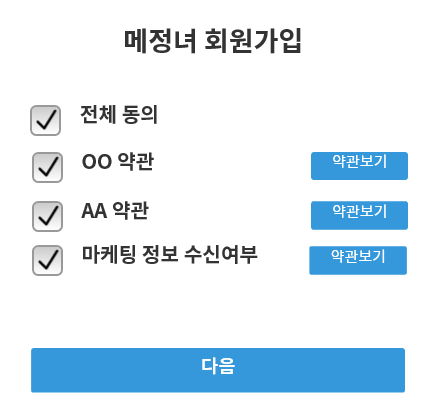 메정녀 회원가입
전체 동의
OO 약관 약관보기
AA 약관 약관보기
마케팅 정보 수신여부 약관보기
다음